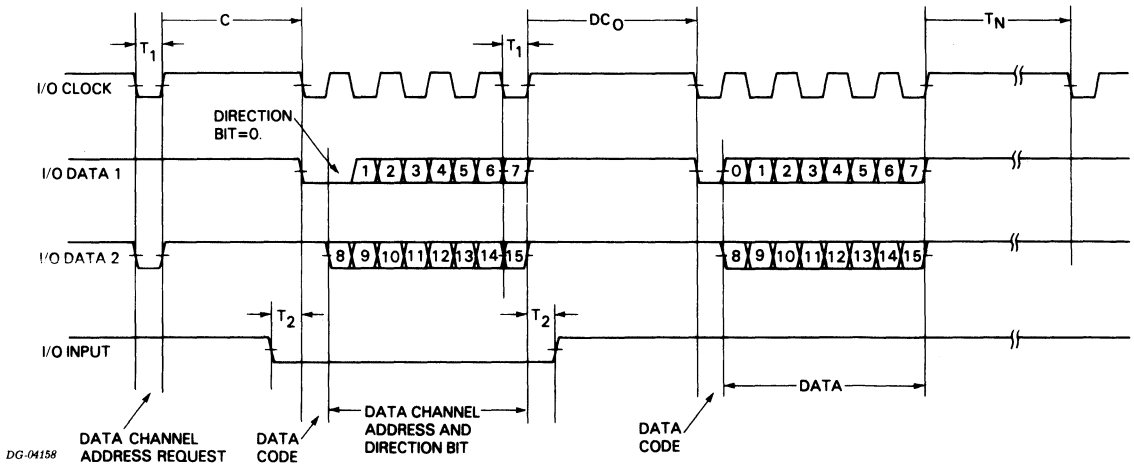 C
DC0
TN
T1
T1
I/O CLOCK
DIRECTION
BIT=0.
I/O DATA 1
1 2 3 4 5 6 7
0 1 2 3 4 5 6 7
I/O DATA 2
8 9 10 11 12 13 14 15
8 9 10 11 12 13 14 15
T2
T2
I/O INPUT
DATA
DATA CHANNEL
ADDRESS REQUEST
DATA
CODE
DATA CHANNEL
ADDRESS AND
DIRECTION BIT
DATA
CODE
DG-04158